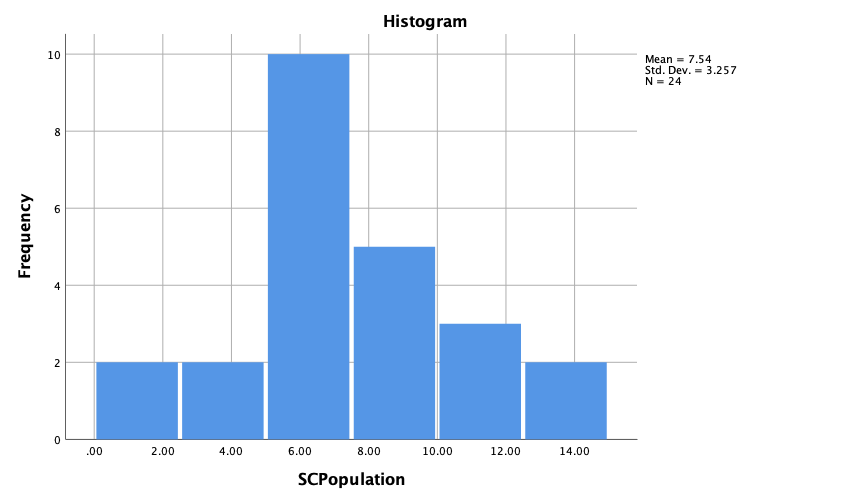 Histogram
Mean = 7.54
Std. Dev. = 3.257
N = 24
10
8
6
4
2
0
Frequency
.00 2.00 4.00 6.00 8.00 10.00 12.00 14.00
SCPopulation